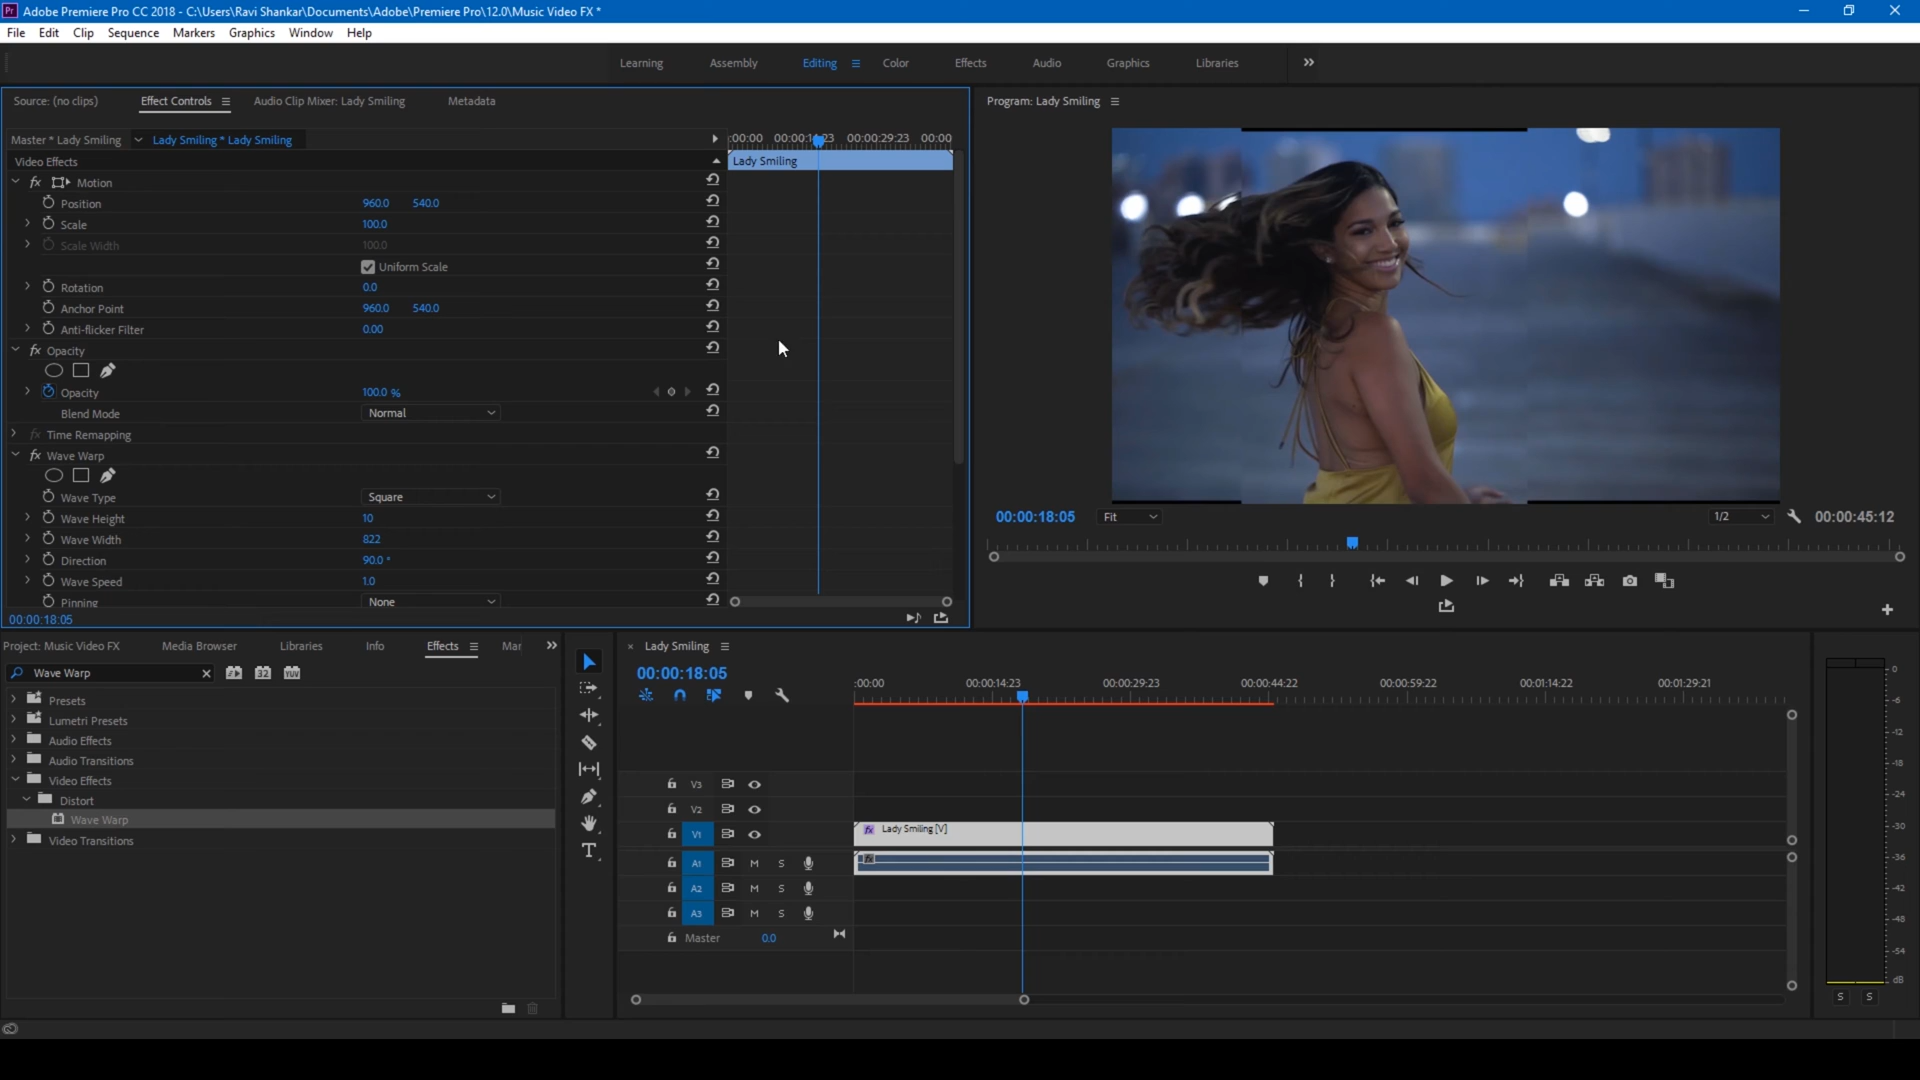 Pr Adobe Premiere Pro CC 2018 - C:\Users\Ravi Shankar\Documents\Adobe\Premiere Pro\12.0\Music Video FX *
File Edit Clip Sequence Markers Graphics Window Help
Learning Assembly Editing Color Effects Audio Graphics Libraries
Source: (no clips) Effect Controls Audio Clip Mixer: Lady Smiling Metadata
Program: Lady Smiling
Master * Lady Smiling Lady Smiling * Lady Smiling
:00:00 00:00:14:23 00:00:29:23 00:00
Video Effects
Lady Smiling
fx Motion
Position 960.0 540.0
Scale 100.0
Scale Width 100.0
Uniform Scale
Rotation 0.0
Anchor Point 960.0 540.0
Anti-flicker Filter 0.00
fx Opacity
Opacity 100.0 %
Blend Mode Normal
fx Time Remapping
fx Wave Warp
Wave Type Square
Wave Height 10
Wave Width 822
Direction 90.0 °
Wave Speed 1.0
Pinning None
00:00:18:05
00:00:18:05 Fit 1/2 00:00:45:12
Project: Music Video FX Media Browser Libraries Info Effects Mar
Wave Warp 32 YUV
Presets
Lumetri Presets
Audio Effects
Audio Transitions
Video Effects
Distort
Wave Warp
Video Transitions
T
Lady Smiling
00:00:18:05
:00:00 00:00:14:23 00:00:29:23 00:00:44:22 00:00:59:22 00:01:14:22 00:01:29:21
V3
V2
V1
fx Lady Smiling [V]
A1 M S
A2 M S
A3 M S
Master 0.0
0
-6
-12
-18
-24
-30
-36
-42
-48
-54
dB
S S